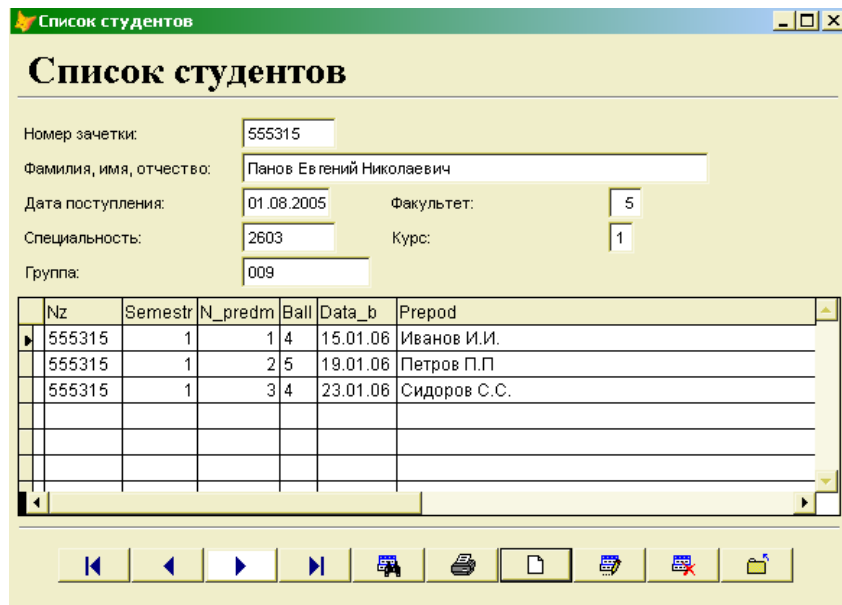 Список студентов
Список студентов
Номер зачетки: 555315
Фамилия, имя, отчество: Панов Евгений Николаевич
Дата поступления: 01.08.2005 Факультет: 5
Специальность: 2603 Курс: 1
Группа: 009
Nz Semestr N_predm Ball Data_b Prepod
555315 1 1 4 15.01.06 Иванов И.И.
555315 1 2 5 19.01.06 Петров П.П
555315 1 3 4 23.01.06 Сидоров С.С.